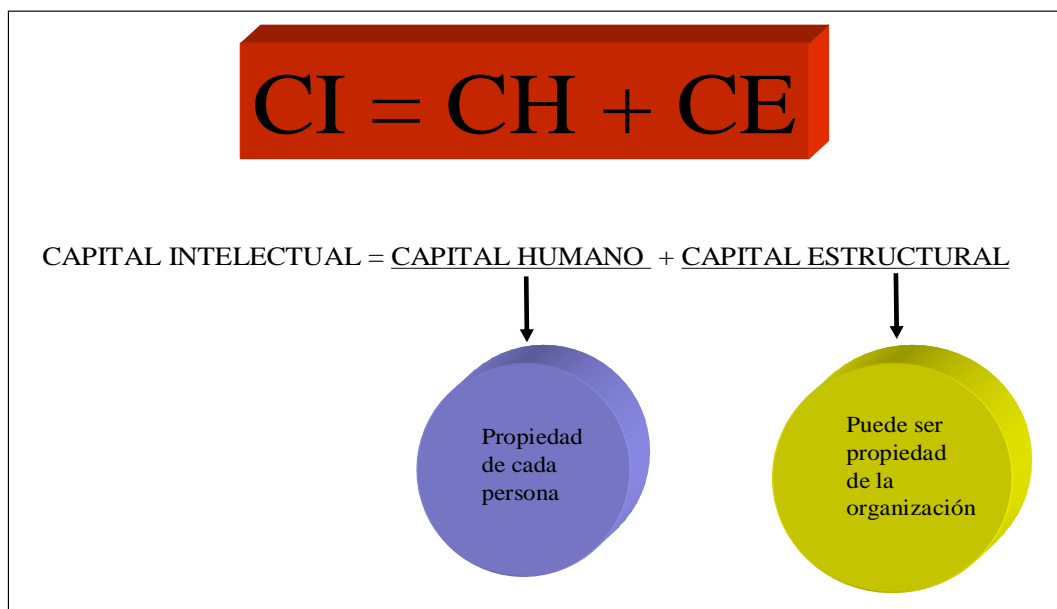 CI = CH + CE
CAPITAL INTELECTUAL = CAPITAL HUMANO + CAPITAL ESTRUCTURAL
Propiedad
de cada
persona
Puede ser
propiedad
de la
organización